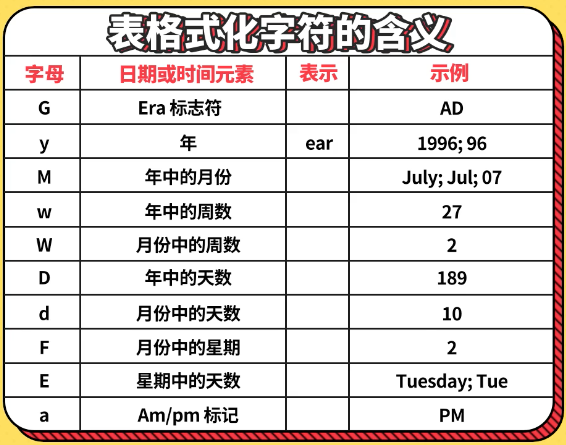 表格式化字符的含义
字母 日期或时间元素 表示 示例
G Era 标志符 AD
y 年 ear 1996; 96
M 年中的月份 July; Jul; 07
w 年中的周数 27
W 月份中的周数 2
D 年中的天数 189
d 月份中的天数 10
F 月份中的星期 2
E 星期中的天数 Tuesday; Tue
a Am/pm 标记 PM